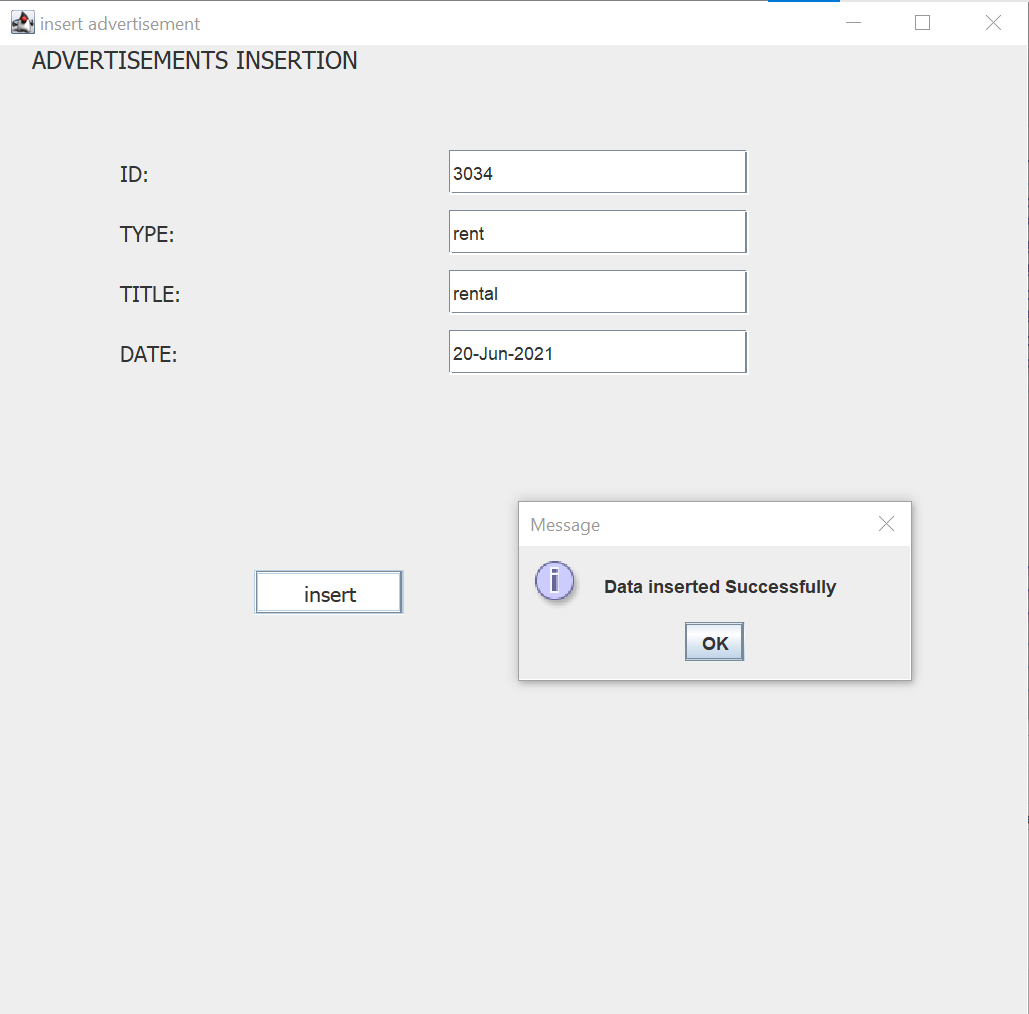 insert advertisement
ADVERTISEMENTS INSERTION
ID: 3034
TYPE: rent
TITLE: rental
DATE: 20-Jun-2021
Message
i
Data inserted Successfully
insert
OK